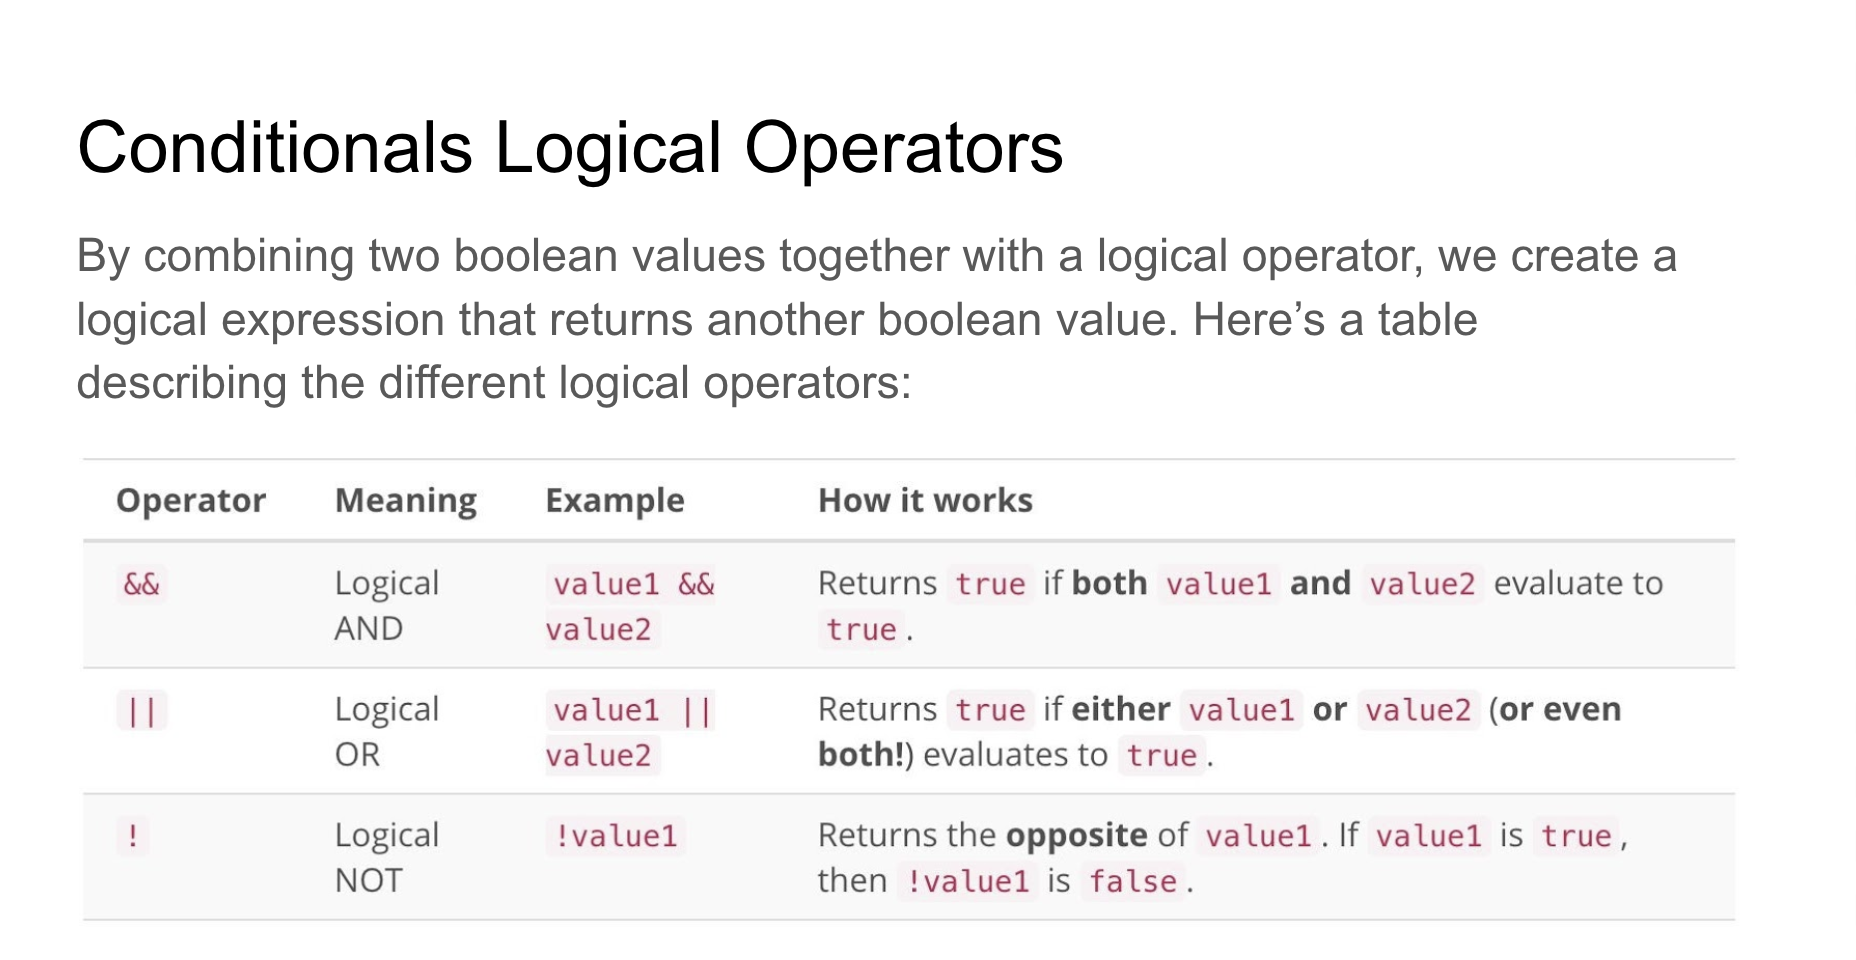 Conditionals Logical Operators
By combining two boolean values together with a logical operator, we create a
logical expression that returns another boolean value. Here’s a table
describing the different logical operators:
Operator Meaning Example How it works
&& Logical AND value1 && value2 Returns true if both value1 and value2 evaluate to true.
|| Logical OR value1 || value2 Returns true if either value1 or value2 (or even both!) evaluates to true.
! Logical NOT !value1 Returns the opposite of value1. If value1 is true, then !value1 is false.